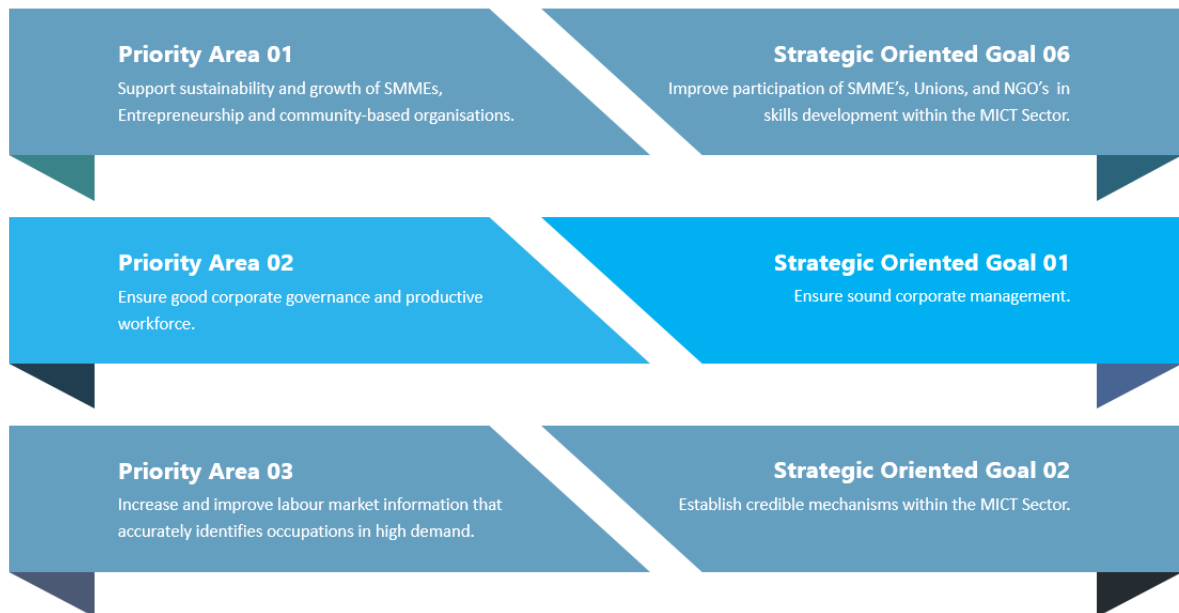 Priority Area 01
Support sustainability and growth of SMMEs,
Entrepreneurship and community-based organisations.
Strategic Oriented Goal 06
Improve participation of SMME's, Unions, and NGO's in
skills development within the MICT Sector.
Priority Area 02
Ensure good corporate governance and productive
workforce.
Strategic Oriented Goal 01
Ensure sound corporate management.
Priority Area 03
Increase and improve labour market information that
accurately identifies occupations in high demand.
Strategic Oriented Goal 02
Establish credible mechanisms within the MICT Sector.